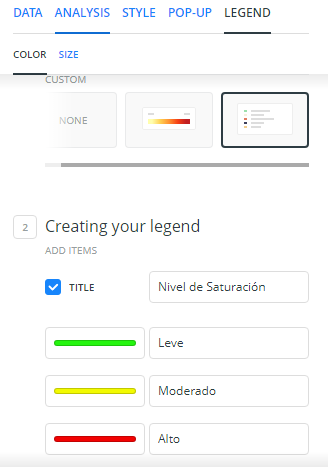 DATA ANALYSIS STYLE POP-UP LEGEND
COLOR SIZE
CUSTOM
NONE
2 Creating your legend
ADD ITEMS
TITLE Nivel de Saturación
Leve
Moderado
Alto